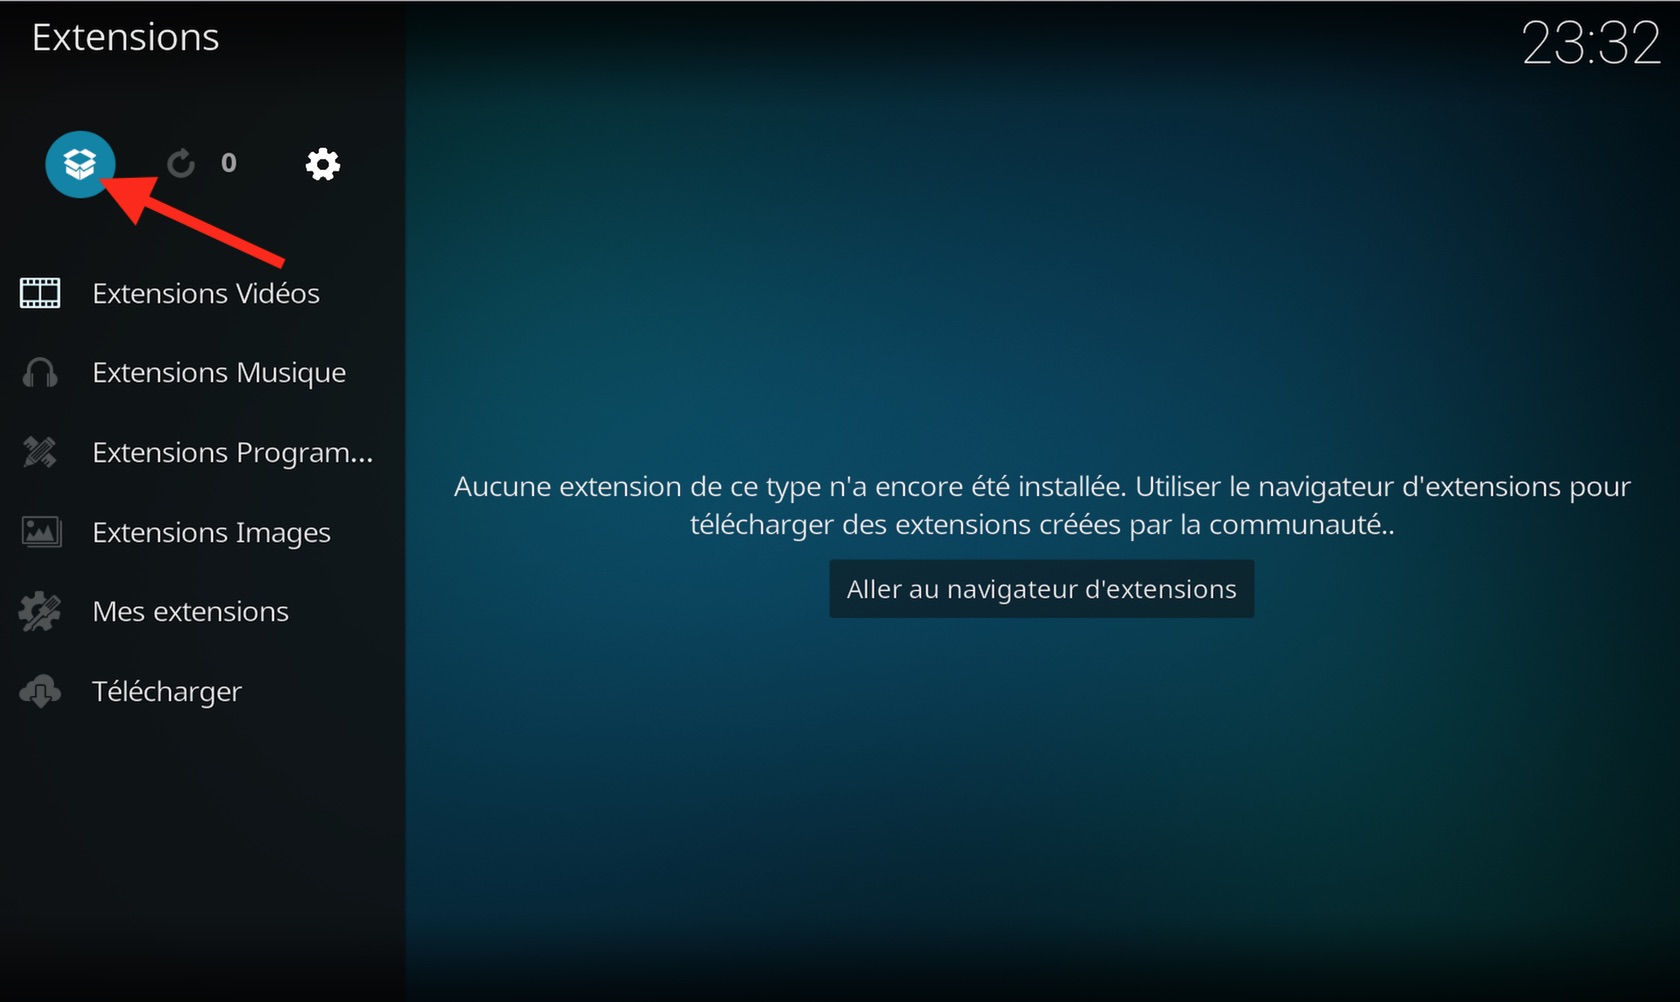 Extensions
23:32
0
Extensions Vidéos
Extensions Musique
Extensions Program...
Extensions Images
Mes extensions
Télécharger
Aucune extension de ce type n'a encore été installée. Utiliser le navigateur d'extensions pour
télécharger des extensions créées par la communauté..
Aller au navigateur d'extensions